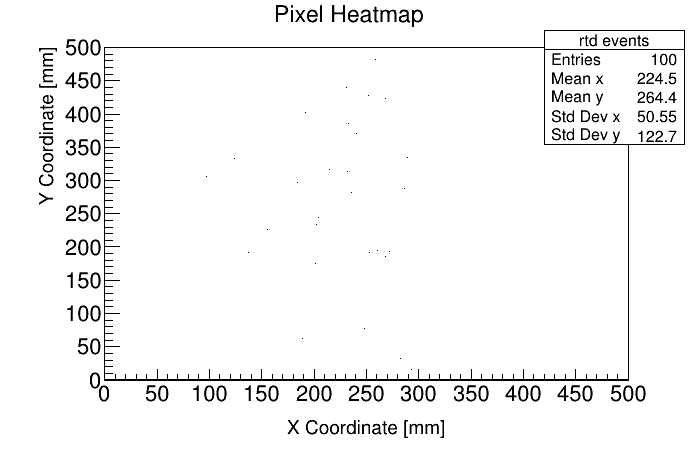 Pixel Heatmap
rtd events
Entries 100
Mean x 224.5
Mean y 264.4
Std Dev x 50.55
Std Dev y 122.7
Y Coordinate [mm]
500
450
400
350
300
250
200
150
100
50
0
0 50 100 150 200 250 300 350 400 450 500
X Coordinate [mm]